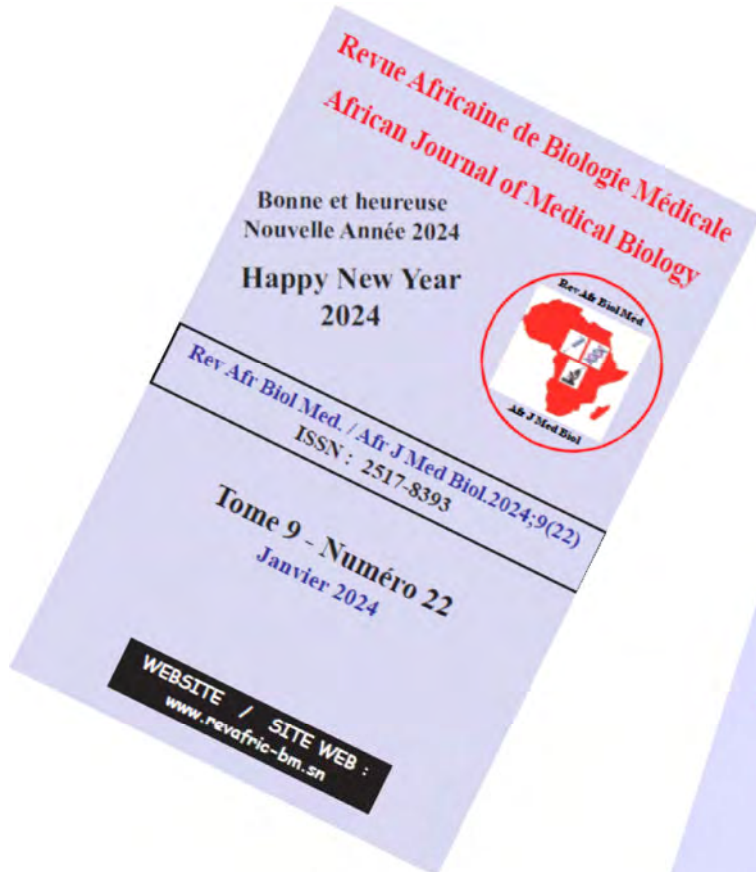 Revue Africaine de Biologie Médicale
African Journal of Medical Biology
Bonne et heureuse
Nouvelle Année 2024
Happy New Year
2024
Rev Afr Biol Med
Afr J Med Biol
Rev Afr Biol Med. / Afr J Med Biol.2024;9(22)
ISSN : 2517-8393
Tome 9 - Numéro 22
Janvier 2024
WEBSITE / SITE WEB :
www.revafric-bm.sn